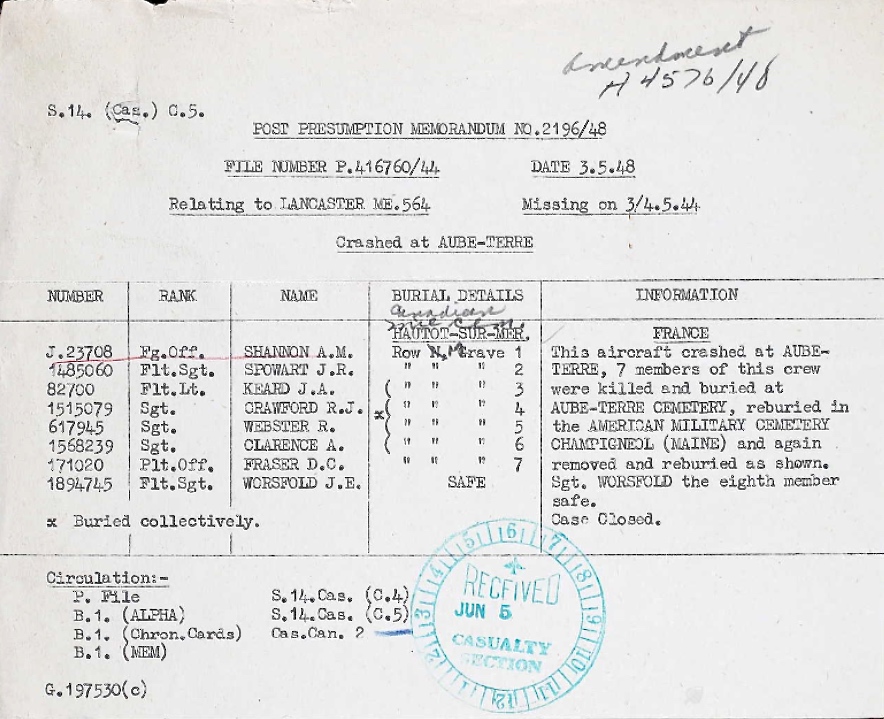 amendment
A 4576/48
S.14. (Cas.) C.5.
POST PRESUMPTION MEMORANDUM NO.2196/48
FILE NUMBER P.416760/44 DATE 3.5.48
Relating to LANCASTER ME.564 Missing on 3/4.5.44
Crashed at AUBE-TERRE
NUMBER RANK NAME BURIAL DETAILS INFORMATION
Canadian
HAUTOT-SUR-MER. FRANCE
J.23708 Fg.Off. SHANNON A.M. Row Grave 1 This aircraft crashed at AUBE-
1485060 Flt.Sgt. SPOWART J.R. " " " 2 TERRE, 7 members of this crew
82700 Flt.Lt. KEARD J.A. ( " " " 3 were killed and buried at
1515079 Sgt. CRAWFORD R.J. x( " " " 4 AUBE-TERRE CEMETERY, reburied in
617945 Sgt. WEBSTER R. ( " " " 5 the AMERICAN MILITARY CEMETERY
1568239 Sgt. CLARENCE A. ( " " " 6 CHAMPIGNEOL (MAINE) and again
171020 Plt.Off. FRASER D.C. " " " 7 removed and reburied as shown.
1894745 Flt.Sgt. WORSFOLD J.E. SAFE Sgt. WORSFOLD the eighth member
safe.
x Buried collectively. Case Closed.
Circulation:-
P. File S.14.Cas. (C.4)
B.1. (ALPHA) S.14.Cas. (C.5)
B.1. (Chron.Cards) Cas.Can. 2
B.1. (MEM)
G.197530(c)
RECEIVED
JUN 5
CASUALTY
SECTION